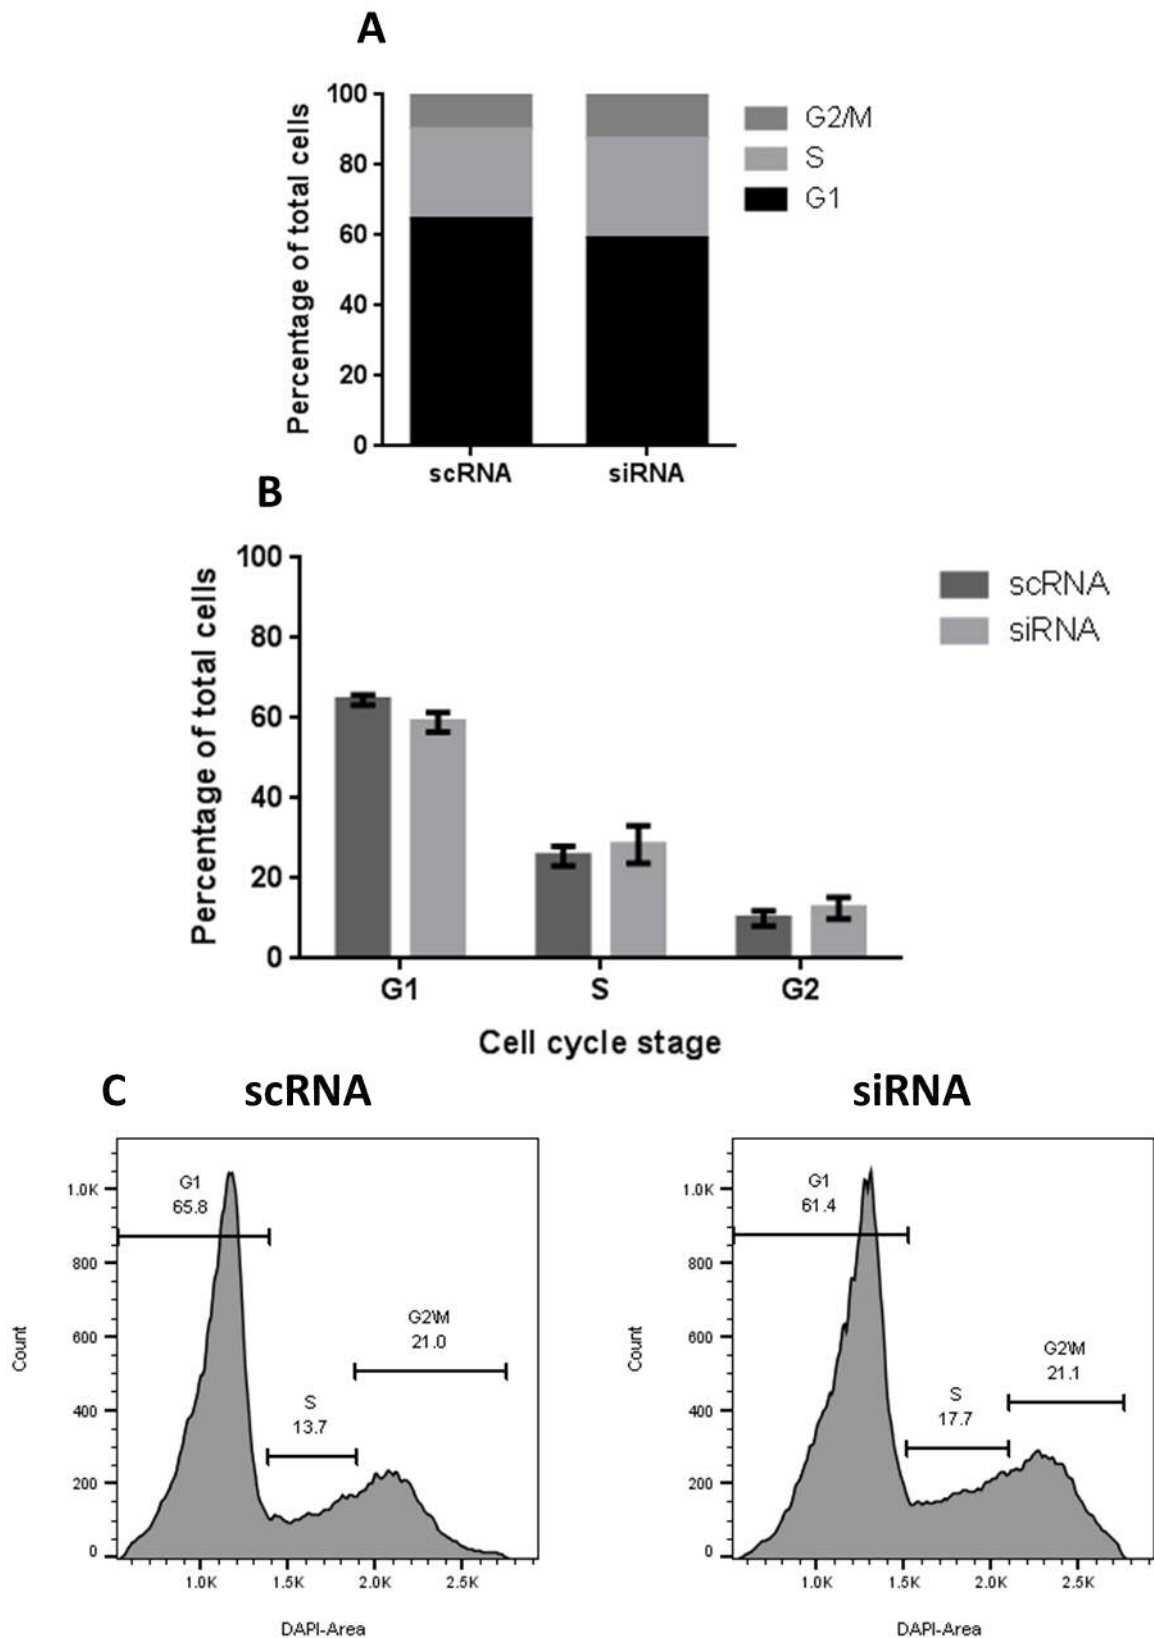 A
Percentage of total cells
100
80
60
40
20
0
scRNA
siRNA
G2/M
S
G1
B
Percentage of total cells
100
80
60
40
20
0
G1
S
G2
Cell cycle stage
scRNA
siRNA
C
scRNA
siRNA
Count
1.0K
800
600
400
200
0
G1
65.8
S
13.7
G2\M
21.0
1.0K
1.5K
2.0K
2.5K
DAPI-Area
Count
1.0K
800
600
400
200
0
G1
61.4
S
17.7
G2\M
21.1
1.0K
1.5K
2.0K
2.5K
DAPI-Area